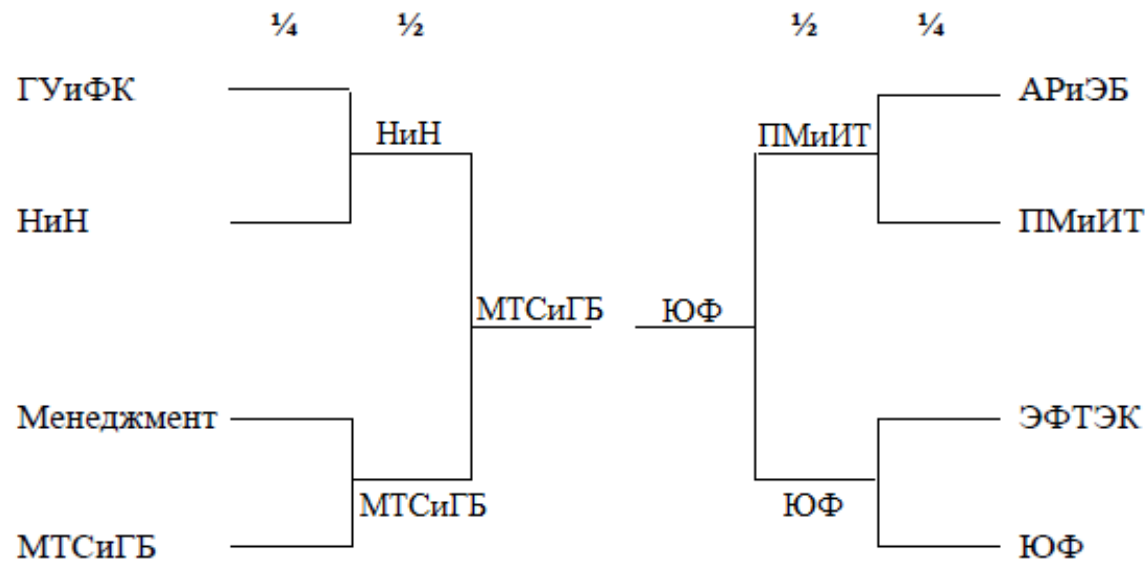 ¼ ½ ½ ¼
ГУиФК АРиЭБ
НиН ПМиИТ
НиН ПМиИТ
МТСиГБ ЮФ
Менеджмент ЭФТЭК
МТСиГБ ЮФ
МТСиГБ ЮФ